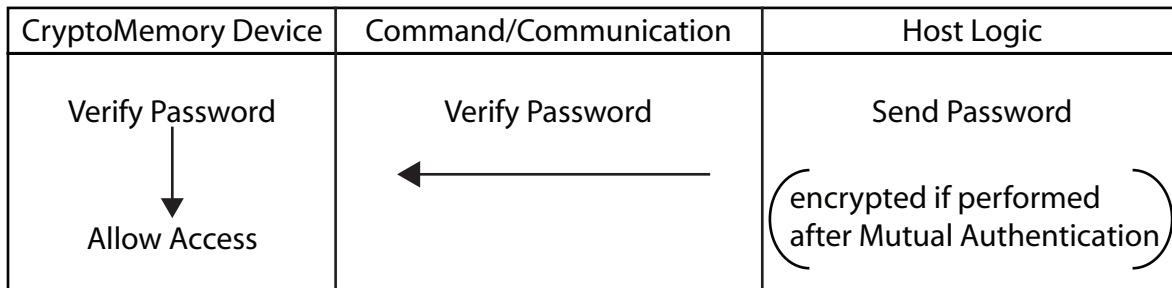 CryptoMemory Device
Command/Communication
Host Logic
Verify Password
Verify Password
Send Password
Allow Access
encrypted if performed
after Mutual Authentication